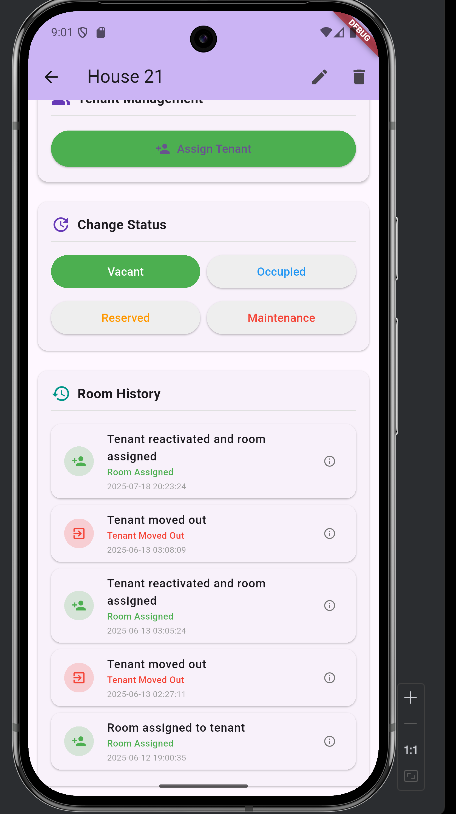 9:01
DEBUG
House 21
Tenant Management
Assign Tenant
Change Status
Vacant
Occupied
Reserved
Maintenance
Room History
Tenant reactivated and room
assigned
Room Assigned
2025-07-18 20:23:24
Tenant moved out
Tenant Moved Out
2025-06-13 03:08:09
Tenant reactivated and room
assigned
Room Assigned
2025-06-13 03:05:24
Tenant moved out
Tenant Moved Out
2025-06-13 02:27:11
Room assigned to tenant
Room Assigned
2025-06-12 19:00:35
1:1